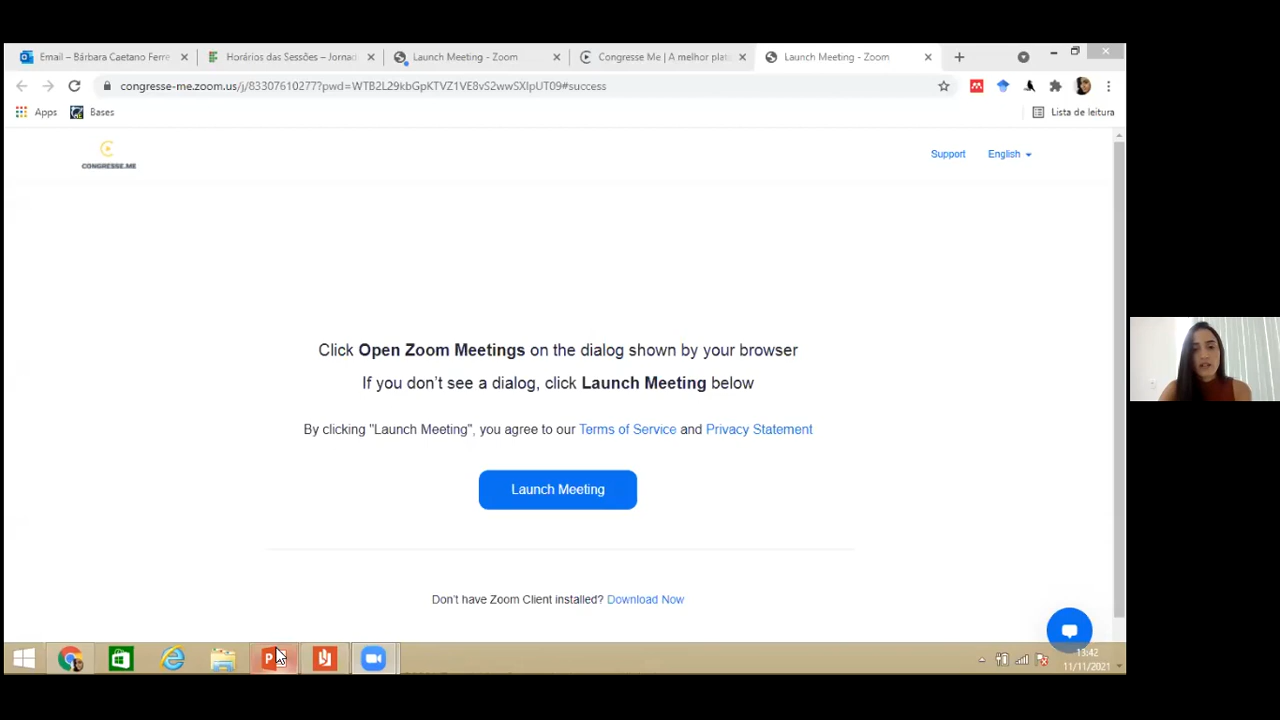 Email – Bárbara Caetano Ferre
Horários das Sessões – Jornad
Launch Meeting - Zoom
Congresse Me | A melhor plat
Launch Meeting - Zoom
congresse-me.zoom.us/j/83307610277?pwd=WTB2L29kbGpKTVZ1VE8vS2wwSXlpUT09#success
Apps
Bases
Lista de leitura
CONGRESSE.ME
Support
English
Click Open Zoom Meetings on the dialog shown by your browser
If you don’t see a dialog, click Launch Meeting below
By clicking "Launch Meeting", you agree to our Terms of Service and Privacy Statement
Launch Meeting
Don’t have Zoom Client installed? Download Now
13:42
11/11/2021